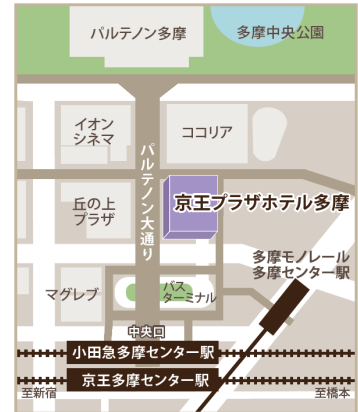 パルテノン多摩
多摩中央公園
イオン
シネマ
ココリア
パルテノン大通り
丘の上
プラザ
京王プラザホテル多摩
多摩モノレール
多摩センター駅
マグレブ
バス
ターミナル
中央口
小田急多摩センター駅
京王多摩センター駅
至新宿
至橋本